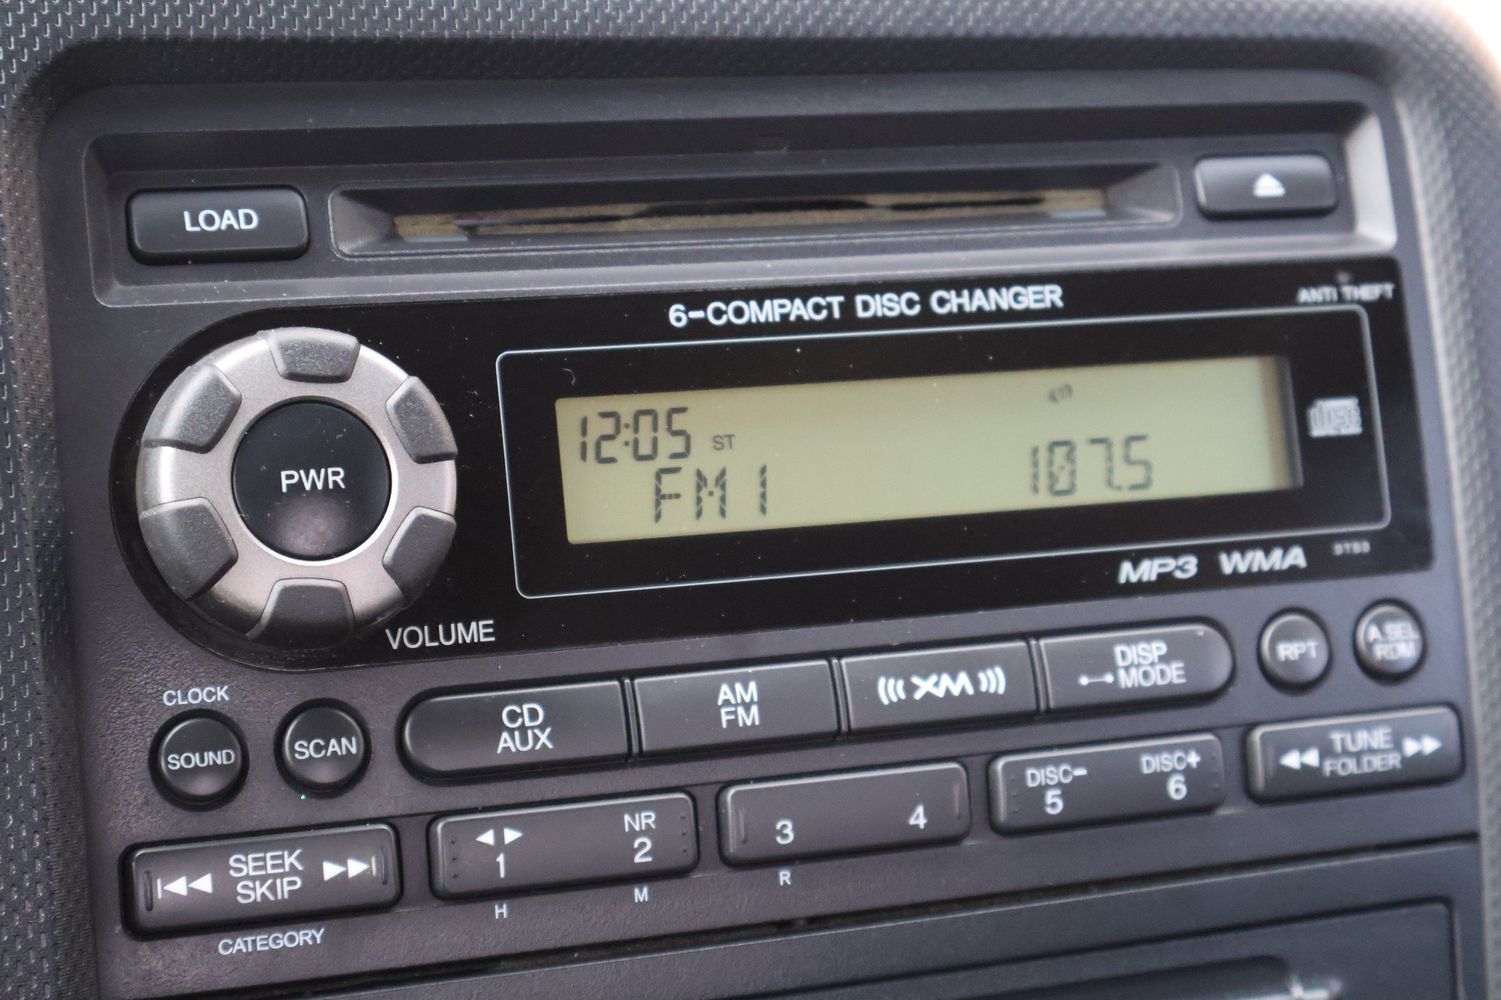 LOAD
6-COMPACT DISC CHANGER
ANTI THEFT
12:05 ST
FM1 107.5
disc
PWR
VOLUME
MP3 WMA
CLOCK
SOUND
SCAN
CD
AUX
AM
FM
((( XM )))
DISP
MODE
RPT
A.SEL
RDM
SEEK
SKIP
CATEGORY
1
H
NR
2
M
3
R
4
DISC-
5
DISC+
6
TUNE
FOLDER